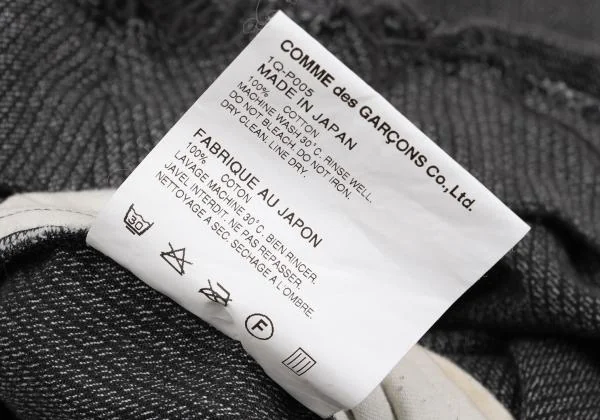 COMME des GARÇONS Co.,Ltd.
1Q-P005
MADE IN JAPAN
100% COTTON
MACHINE WASH 30°C. RINSE WELL.
DO NOT BLEACH. DO NOT IRON.
DRY CLEAN. LINE DRY.
FABRIQUE AU JAPON
100% COTON
LAVAGE MACHINE 30°C. BIEN RINCER.
JAVEL INTERDIT. NE PAS REPASSER.
NETTOYAGE A SEC. SECHAGE A L'OMBRE.
30
F